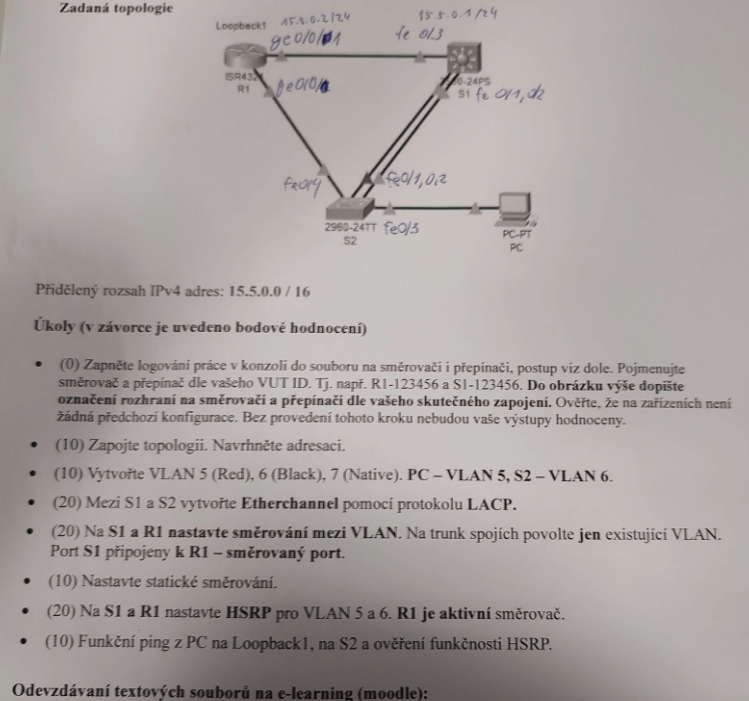 Zadaná topologie
Loopback1
15.5.0.2/24
15.5.0.1/24
ge0/0/1
fe 0/3
ISR43
R1
-24PS
S1 fe 0/1, 0/2
fe0/4
fe0/1, 0/2
2960-24TT
S2
fe0/3
PC-PT
PC
Přidělený rozsah IPv4 adres: 15.5.0.0 / 16
Úkoly (v závorce je uvedeno bodové hodnocení)
• (0) Zapněte logování práce v konzoli do souboru na směrovači i přepínači, postup viz dole. Pojmenujte
směrovač a přepínač dle vašeho VUT ID. Tj. např. R1-123456 a S1-123456. Do obrázku výše dopište
označení rozhraní na směrovači a přepínači dle vašeho skutečného zapojení. Ověřte, že na zařízeních není
žádná předchozí konfigurace. Bez provedení tohoto kroku nebudou vaše výstupy hodnoceny.
• (10) Zapojte topologii. Navrhněte adresaci.
• (10) Vytvořte VLAN 5 (Red), 6 (Black), 7 (Native). PC – VLAN 5, S2 – VLAN 6.
• (20) Mezi S1 a S2 vytvořte Etherchannel pomocí protokolu LACP.
• (20) Na S1 a R1 nastavte směrování mezi VLAN. Na trunk spojích povolte jen existující VLAN.
Port S1 připojeny k R1 – směrovaný port.
• (10) Nastavte statické směrování.
• (20) Na S1 a R1 nastavte HSRP pro VLAN 5 a 6. R1 je aktivní směrovač.
• (10) Funkční ping z PC na Loopback1, na S2 a ověření funkčnosti HSRP.
Odevzdávaní textových souborů na e-learning (moodle):